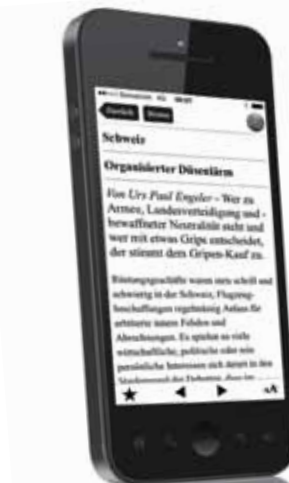 Zurück Home
Schweiz
Organisierter Düsenlärm
Von Urs Paul Engeler - Wer zu
Armee, Landesverteidigung und -
bewaffneter Neutralität steht und
wer mit etwas Grips entscheidet,
der stimmt dem Gripen-Kauf zu.
Rüstungsgeschäfte waren stets schrill und
schwierig in der Schweiz, Flugzeug-
beschaffungen regelmässig Anlass für
erbitterte innere Fehden und
Abrechnungen. Es spielen so viele
wirtschaftliche, politische oder rein
persönliche Interessen sich derart in den